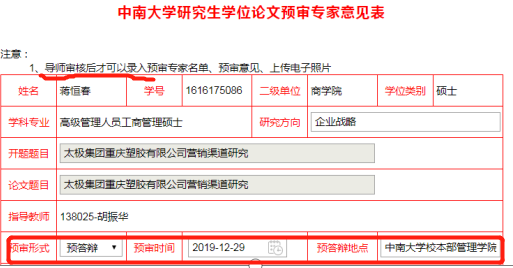 中南大学研究生学位论文预审专家意见表
注意：
1、导师审核后才可以录入预审专家名单、预审意见、上传电子照片
姓名 蒋恒春 学号 1616175086 二级单位 商学院 学位类别 硕士
学科专业 高级管理人员工商管理硕士 研究方向 企业战略
开题题目 太极集团重庆塑胶有限公司营销渠道研究
论文题目 太极集团重庆塑胶有限公司营销渠道研究
指导教师 138025-胡振华
预审形式 预答辩 预审时间 2019-12-29 预答辩地点 中南大学校本部管理学院